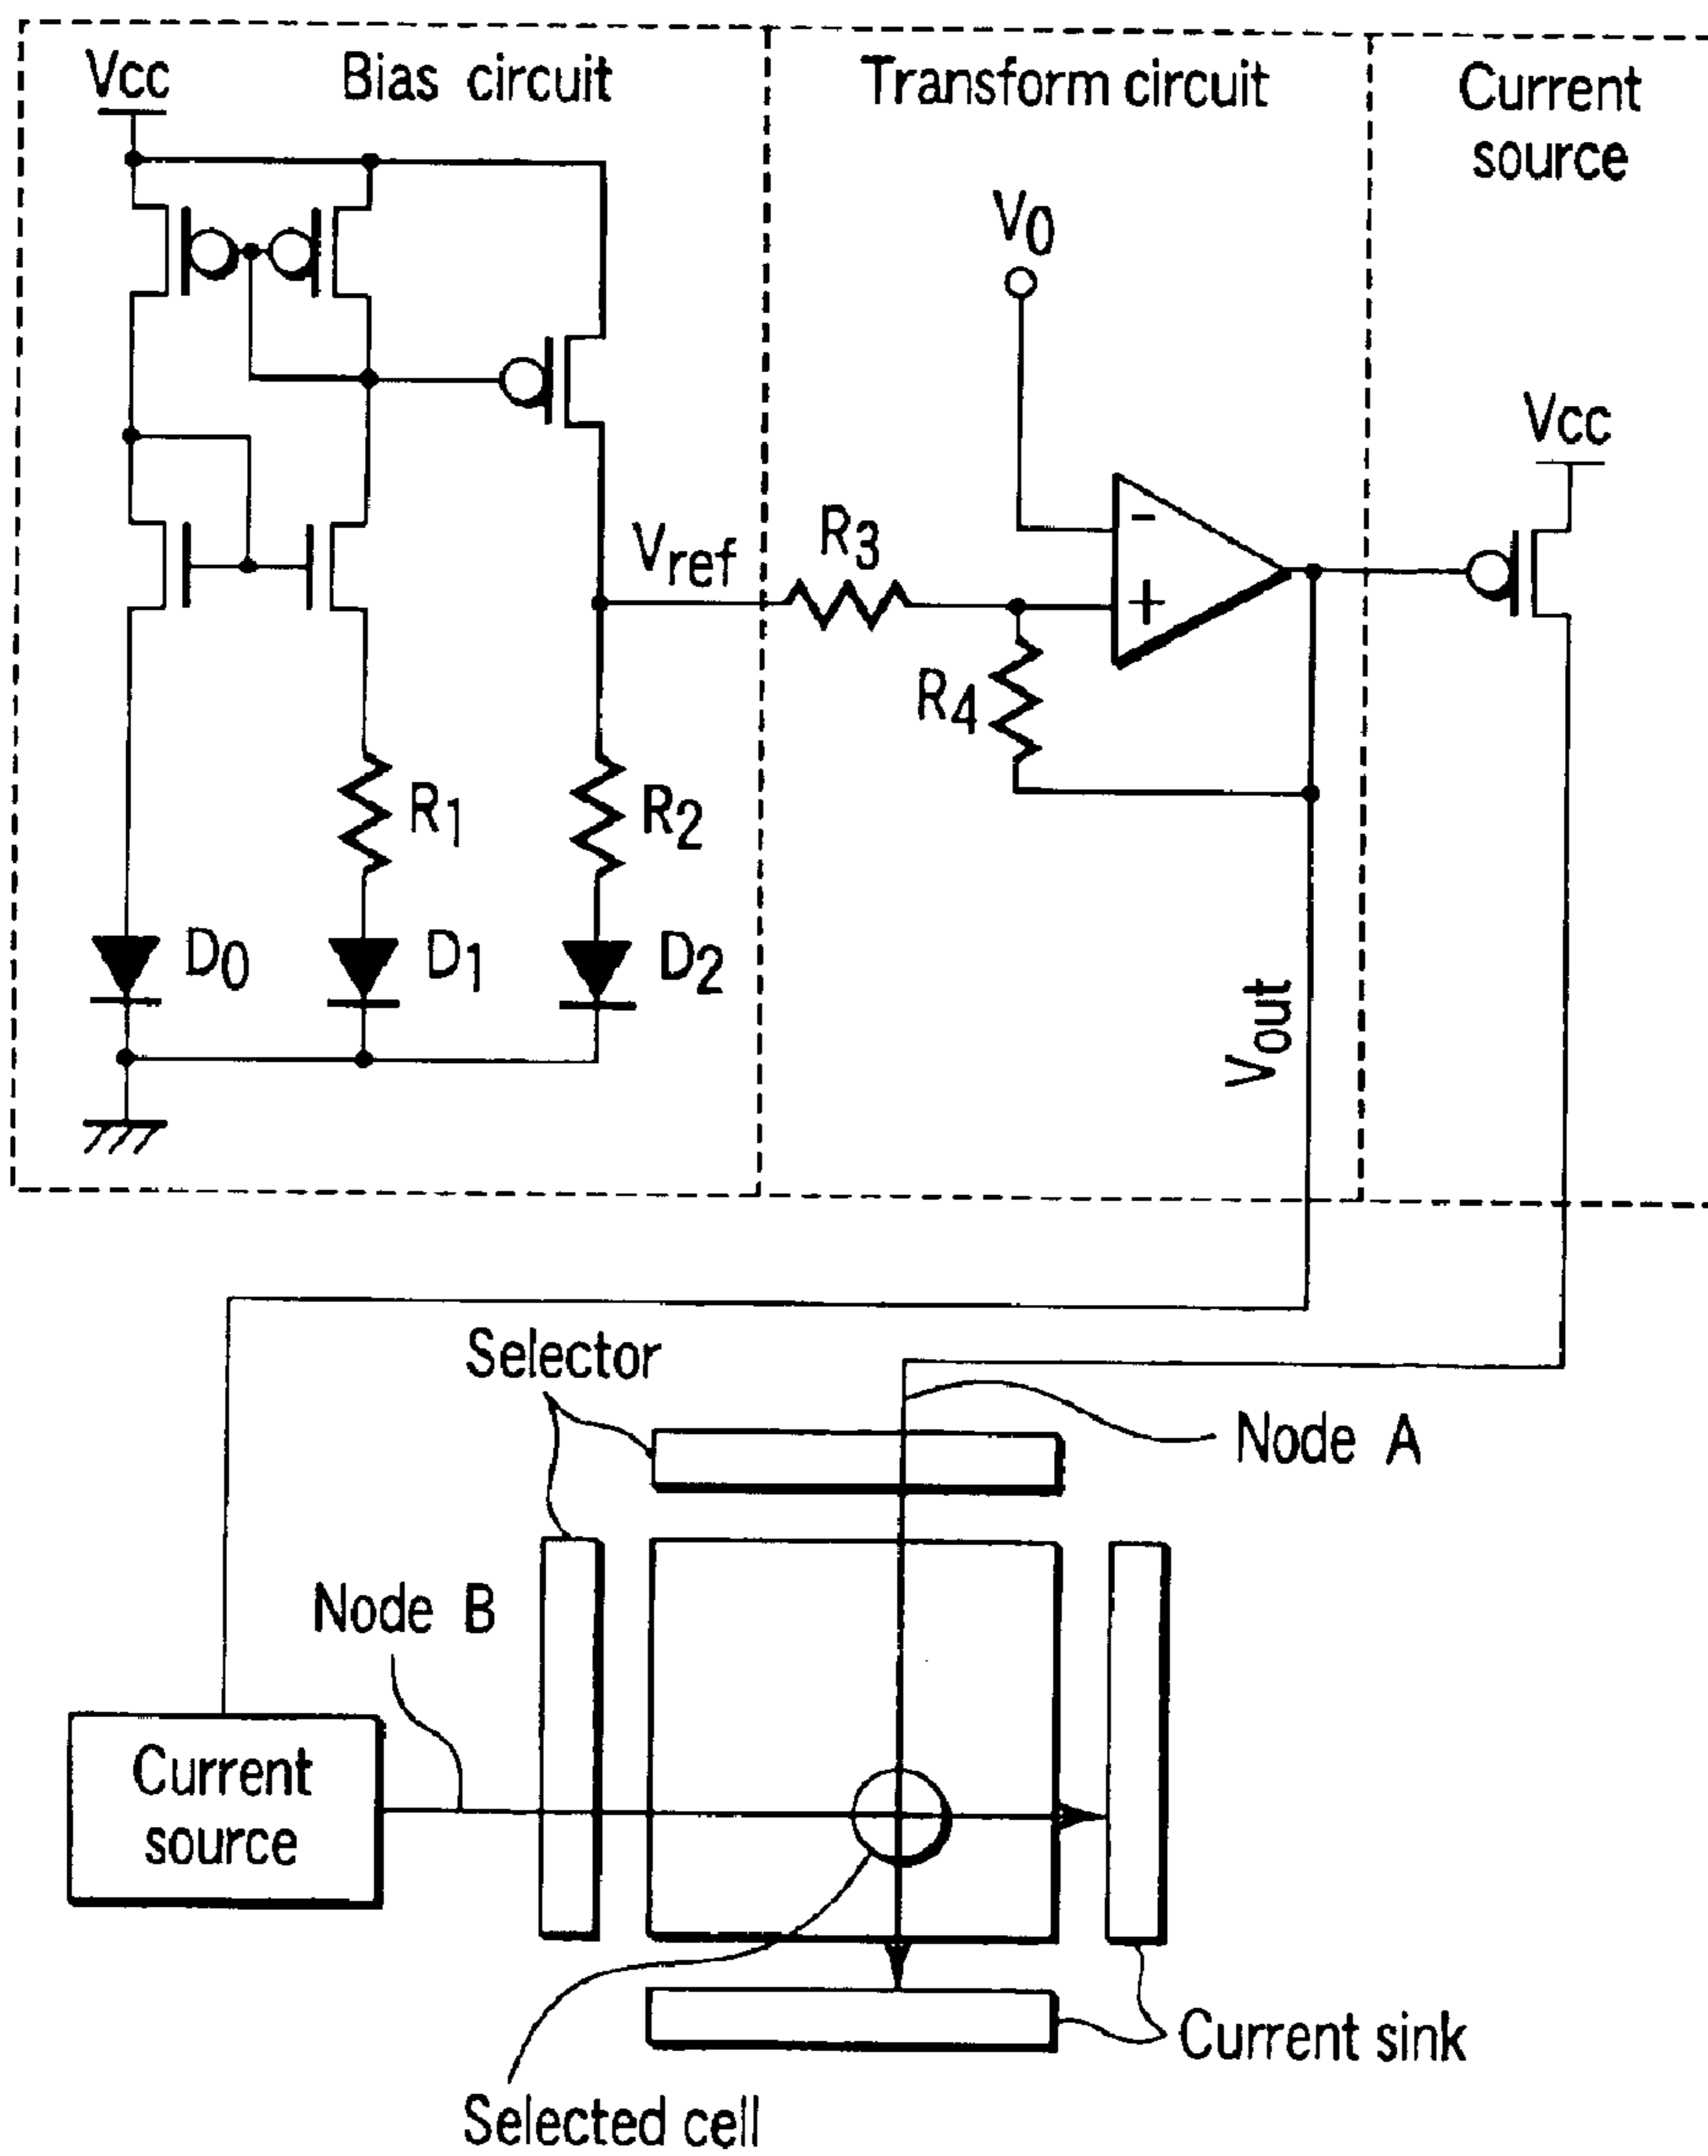 Vcc
Bias circuit
Transform circuit
Current
source
V0
Vcc
Vref
R3
-
+
R4
R1
R2
D0
D1
D2
Vout
Selector
Node A
Node B
Current
source
Current sink
Selected cell